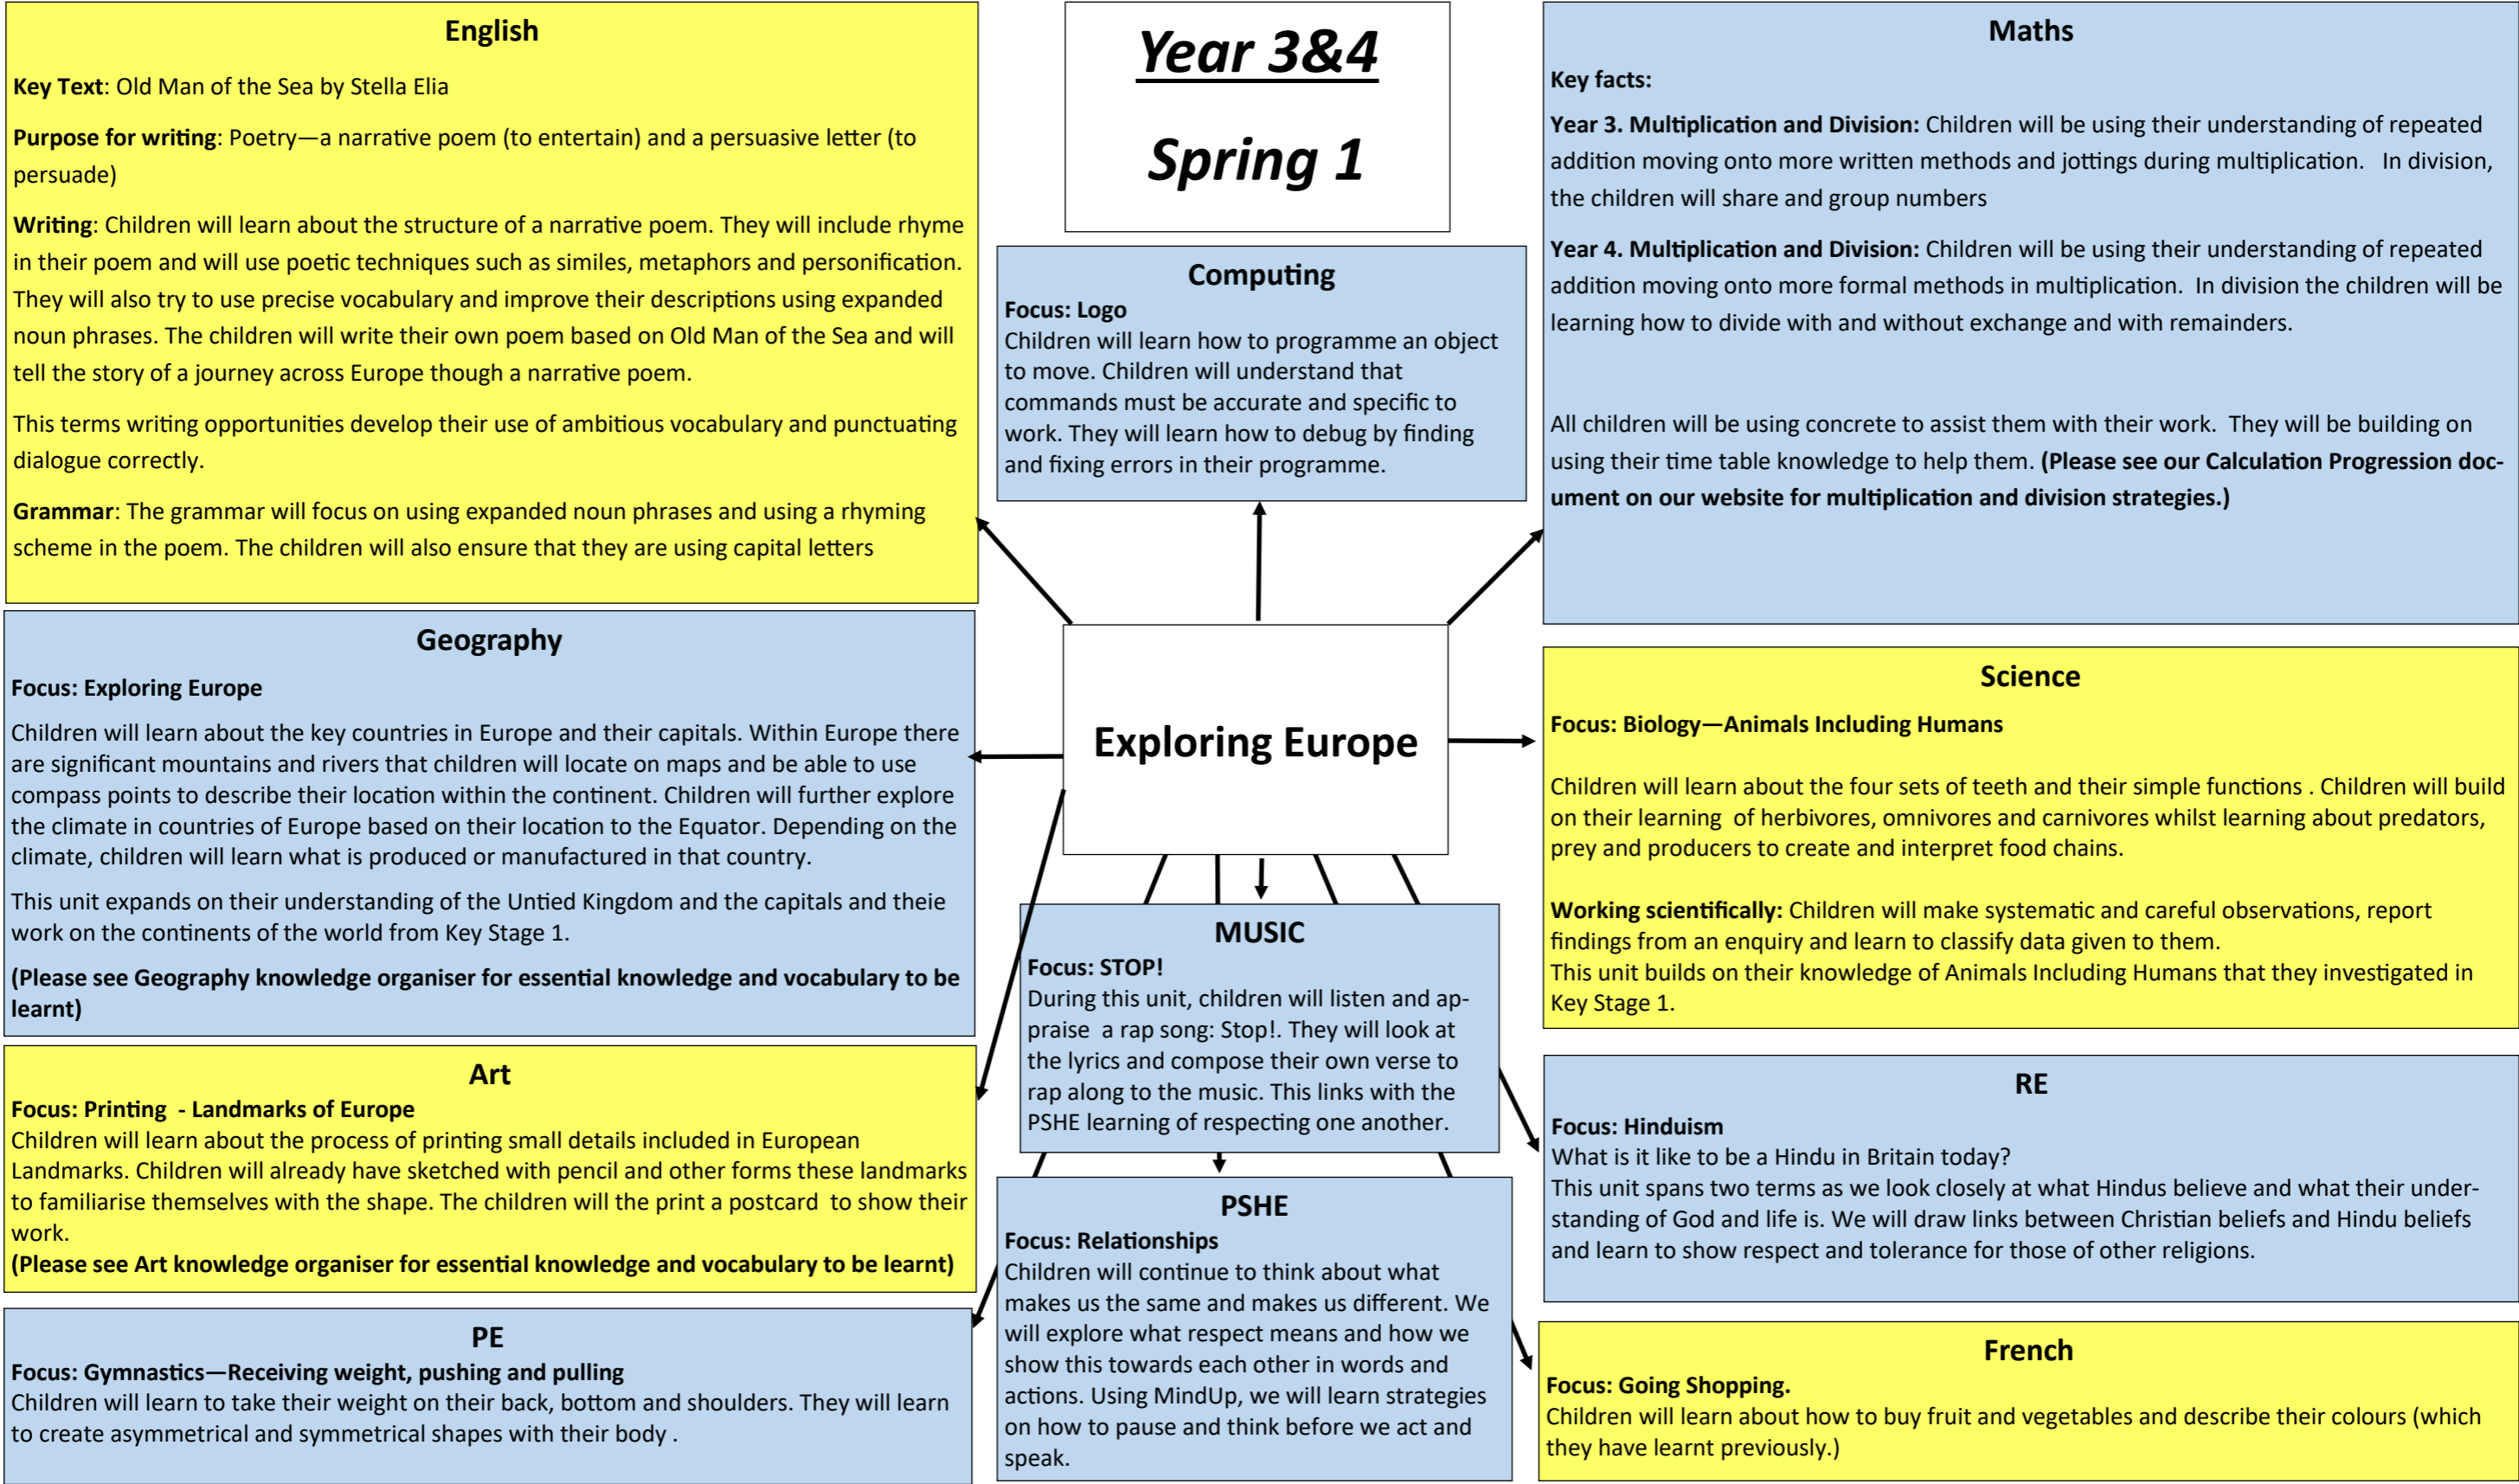 English
Key Text: Old Man of the Sea by Stella Elia
Purpose for writing: Poetry—a narrative poem (to entertain) and a persuasive letter (to
persuade)
Writing: Children will learn about the structure of a narrative poem. They will include rhyme
in their poem and will use poetic techniques such as similes, metaphors and personification.
They will also try to use precise vocabulary and improve their descriptions using expanded
noun phrases. The children will write their own poem based on Old Man of the Sea and will
tell the story of a journey across Europe though a narrative poem.
This terms writing opportunities develop their use of ambitious vocabulary and punctuating
dialogue correctly.
Grammar: The grammar will focus on using expanded noun phrases and using a rhyming
scheme in the poem. The children will also ensure that they are using capital letters
Year 3&4
Spring 1
Computing
Focus: Logo
Children will learn how to programme an object
to move. Children will understand that
commands must be accurate and specific to
work. They will learn how to debug by finding
and fixing errors in their programme.
Maths
Key facts:
Year 3. Multiplication and Division: Children will be using their understanding of repeated
addition moving onto more written methods and jottings during multiplication. In division,
the children will share and group numbers
Year 4. Multiplication and Division: Children will be using their understanding of repeated
addition moving onto more formal methods in multiplication. In division the children will be
learning how to divide with and without exchange and with remainders.
All children will be using concrete to assist them with their work. They will be building on
using their time table knowledge to help them. (Please see our Calculation Progression doc-
ument on our website for multiplication and division strategies.)
Geography
Focus: Exploring Europe
Children will learn about the key countries in Europe and their capitals. Within Europe there
are significant mountains and rivers that children will locate on maps and be able to use
compass points to describe their location within the continent. Children will further explore
the climate in countries of Europe based on their location to the Equator. Depending on the
climate, children will learn what is produced or manufactured in that country.
This unit expands on their understanding of the Untied Kingdom and the capitals and theie
work on the continents of the world from Key Stage 1.
(Please see Geography knowledge organiser for essential knowledge and vocabulary to be
learnt)
Exploring Europe
Science
Focus: Biology—Animals Including Humans
Children will learn about the four sets of teeth and their simple functions . Children will build
on their learning of herbivores, omnivores and carnivores whilst learning about predators,
prey and producers to create and interpret food chains.
Working scientifically: Children will make systematic and careful observations, report
findings from an enquiry and learn to classify data given to them.
This unit builds on their knowledge of Animals Including Humans that they investigated in
Key Stage 1.
Art
Focus: Printing - Landmarks of Europe
Children will learn about the process of printing small details included in European
Landmarks. Children will already have sketched with pencil and other forms these landmarks
to familiarise themselves with the shape. The children will the print a postcard to show their
work.
(Please see Art knowledge organiser for essential knowledge and vocabulary to be learnt)
MUSIC
Focus: STOP!
During this unit, children will listen and ap-
praise a rap song: Stop!. They will look at
the lyrics and compose their own verse to
rap along to the music. This links with the
PSHE learning of respecting one another.
RE
Focus: Hinduism
What is it like to be a Hindu in Britain today?
This unit spans two terms as we look closely at what Hindus believe and what their under-
standing of God and life is. We will draw links between Christian beliefs and Hindu beliefs
and learn to show respect and tolerance for those of other religions.
PE
Focus: Gymnastics—Receiving weight, pushing and pulling
Children will learn to take their weight on their back, bottom and shoulders. They will learn
to create asymmetrical and symmetrical shapes with their body .
PSHE
Focus: Relationships
Children will continue to think about what
makes us the same and makes us different. We
will explore what respect means and how we
show this towards each other in words and
actions. Using MindUp, we will learn strategies
on how to pause and think before we act and
speak.
French
Focus: Going Shopping.
Children will learn about how to buy fruit and vegetables and describe their colours (which
they have learnt previously.)